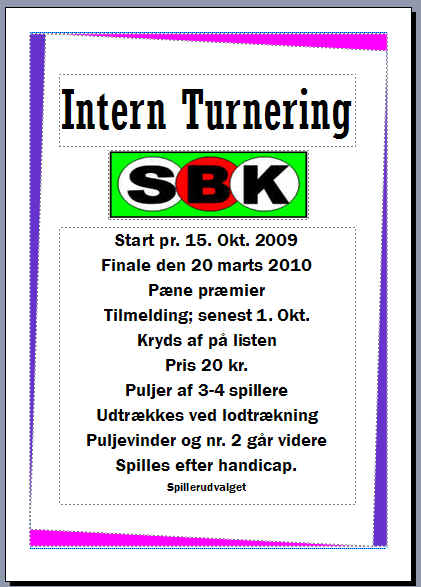 Intern Turnering
SBK
Start pr. 15. Okt. 2009
Finale den 20 marts 2010
Pæne præmier
Tilmelding; senest 1. Okt.
Kryds af på listen
Pris 20 kr.
Puljer af 3-4 spillere
Udtrækkes ved lodtrækning
Puljevinder og nr. 2 går videre
Spilles efter handicap.
Spillerudvalget